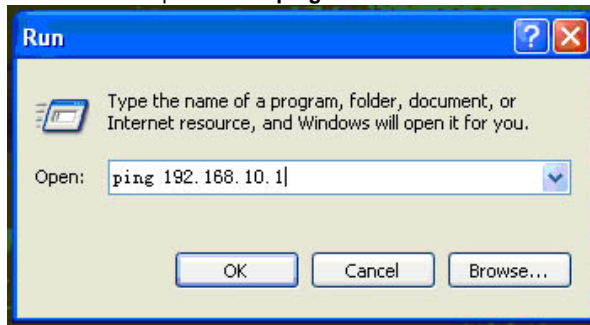 Run
Type the name of a program, folder, document, or
Internet resource, and Windows will open it for you.
Open: ping 192.168.10.1
OK Cancel Browse...